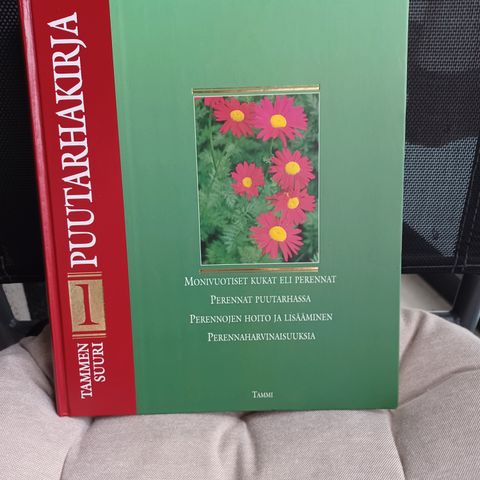 TAMMEN
SUURI
1
PUUTARHAKIRJA
MONIVUOTISET KUKAT ELI PERENNAT
PERENNAT PUUTARHASSA
PERENNOJEN HOITO JA LISÄÄMINEN
PERENNAHARVINAISUUKSIA
TAMMI